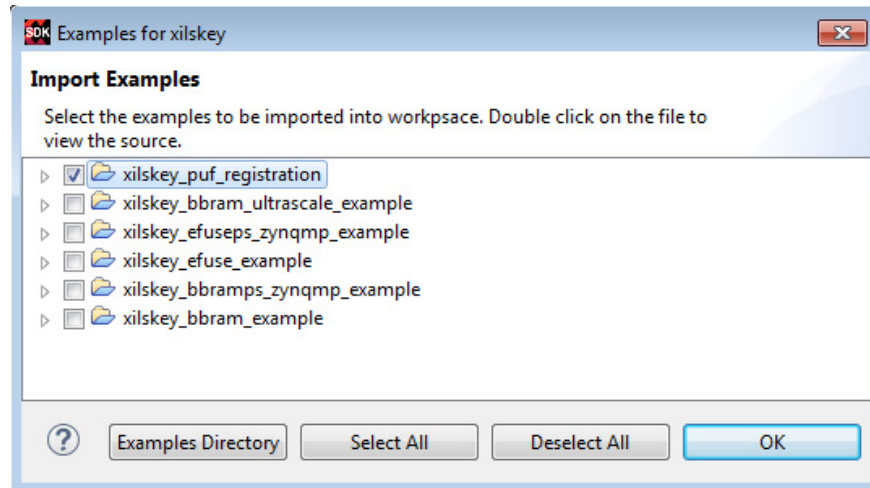 SDK Examples for xilskey
Import Examples
Select the examples to be imported into workpsace. Double click on the file to
view the source.
xilskey_puf_registration
xilskey_bbram_ultrascale_example
xilskey_efuseps_zynqmp_example
xilskey_efuse_example
xilskey_bbramps_zynqmp_example
xilskey_bbram_example
? Examples Directory Select All Deselect All OK